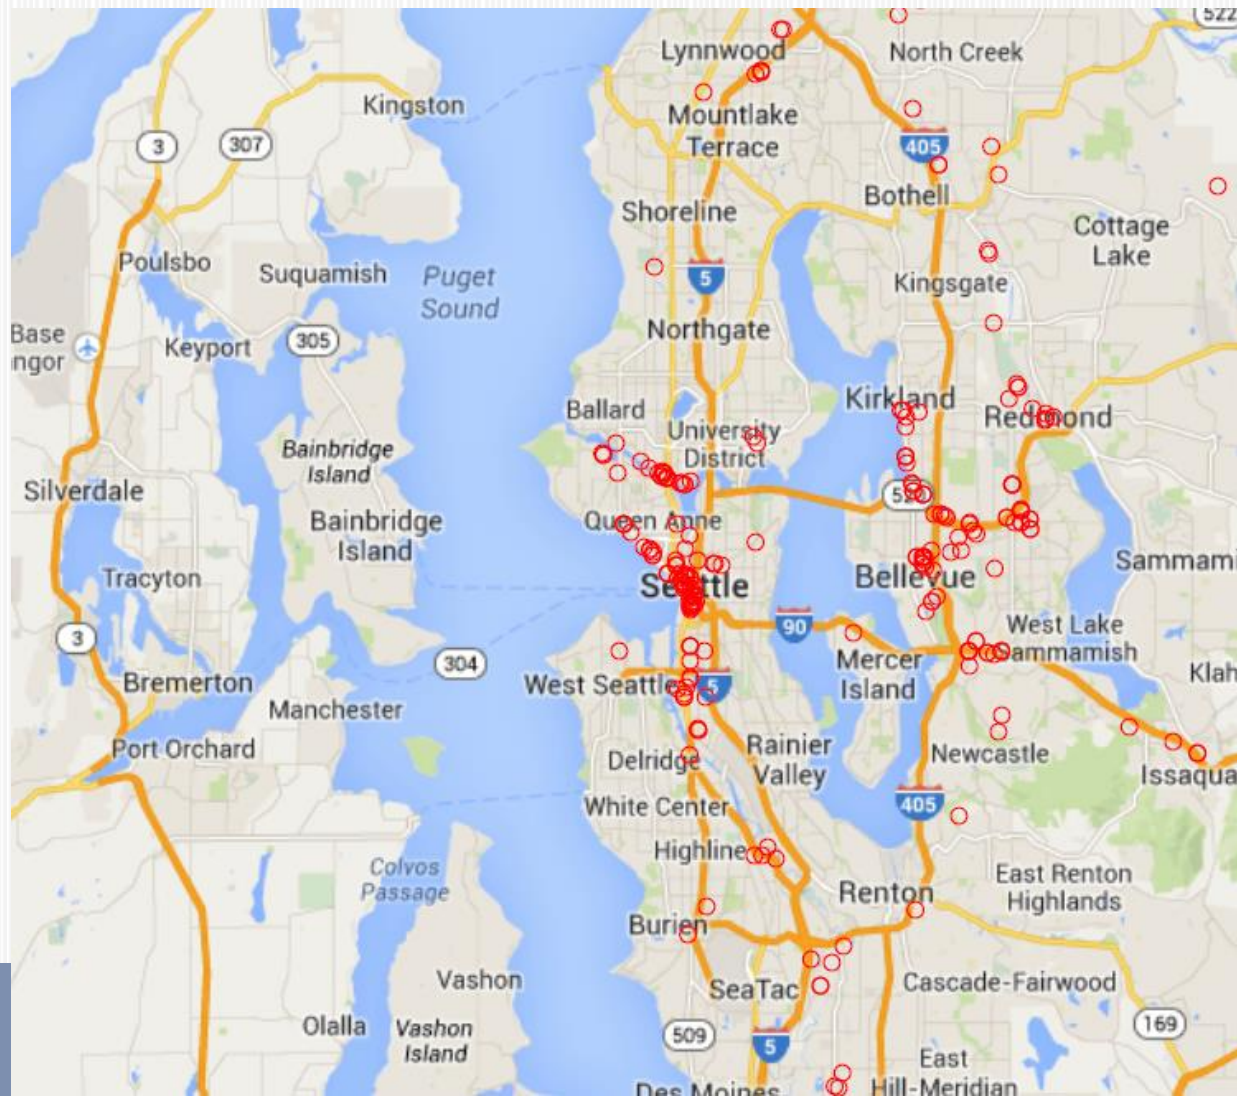 522
Lynnwood
North Creek
Kingston
Mountlake
Terrace
3
307
405
Bothell
Shoreline
Cottage
Lake
Poulsbo
Suquamish
Puget
Sound
5
Kingsgate
Base
ngor
Keyport
305
Northgate
Kirkland
Ballard
Redmond
University
District
Bainbridge
Island
Silverdale
52
Queen Anne
Bainbridge
Island
Sammami
Tracyton
Seattle
Bellevue
90
West Lake
Sammamish
3
304
Mercer
Island
Klah
Bremerton
West Seattle
5
Manchester
Port Orchard
Rainier
Valley
Newcastle
Delridge
Issaqua
White Center
405
Highline
Colvos
Passage
East Renton
Highlands
Renton
Burien
Vashon
SeaTac
Cascade-Fairwood
Olalla
Vashon
Island
509
5
169
East
Hill-Meridian
Des Moines